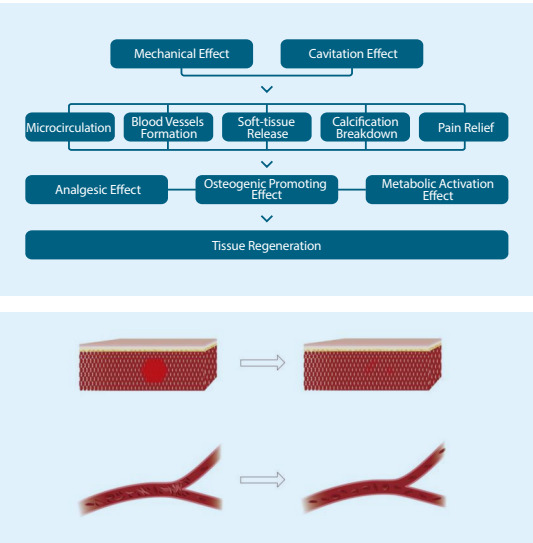 Mechanical Effect
Cavitation Effect
Microcirculation
Blood Vessels
Formation
Soft-tissue
Release
Calcification
Breakdown
Pain Relief
Analgesic Effect
Osteogenic Promoting
Effect
Metabolic Activation
Effect
Tissue Regeneration